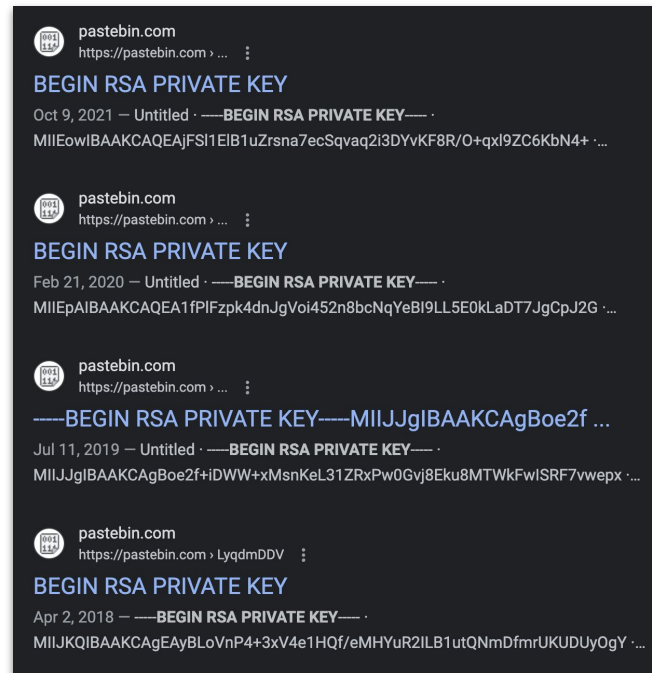 pastebin.com
https://pastebin.com › ...
BEGIN RSA PRIVATE KEY
Oct 9, 2021 — Untitled · -----BEGIN RSA PRIVATE KEY----- ·
MIIEowIBAAKCAQEAjFSl1ElB1uZrsna7ecSqvaq2i3DYvKF8R/O+qxl9ZC6KbN4+ ·...
pastebin.com
https://pastebin.com › ...
BEGIN RSA PRIVATE KEY
Feb 21, 2020 — Untitled · -----BEGIN RSA PRIVATE KEY----- ·
MIIEpAIBAAKCAQEA1fPlFzpk4dnJgVoi452n8bcNqYeBI9LL5E0kLaDT7JgCpJ2G ·...
pastebin.com
https://pastebin.com › ...
-----BEGIN RSA PRIVATE KEY-----MIIJJgIBAAKCAgBoe2f ...
Jul 11, 2019 — Untitled · -----BEGIN RSA PRIVATE KEY----- ·
MIIJJgIBAAKCAgBoe2f+iDWW+xMsnKeL31ZRxPw0Gvj8Eku8MTWkFwISRF7vwepx ·...
pastebin.com
https://pastebin.com › LyqdmDDV
BEGIN RSA PRIVATE KEY
Apr 2, 2018 — -----BEGIN RSA PRIVATE KEY----- ·
MIIJKQIBAAKCAgEAyBLoVnP4+3xV4e1HQf/eMHYuR2ILB1utQNmDfmrUKUDUyOgY ·...